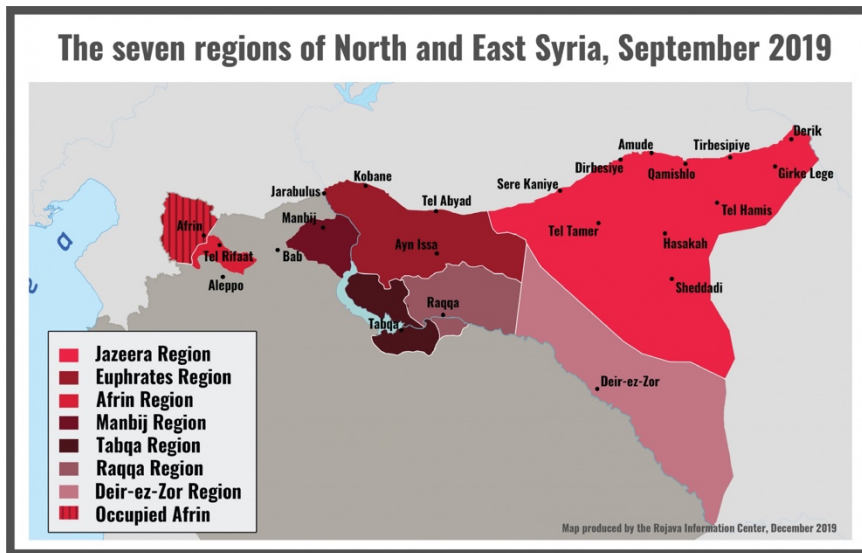 The seven regions of North and East Syria, September 2019
Derik
Amude
Tirbesipiye
Dirbesiye
Qamishlo
Girke Lege
Kobane
Sere Kaniye
Jarabulus
Tel Abyad
Tel Hamis
Afrin
Manbij
Tel Tamer
Hasakah
Tel Rifaat
Bab
Ayn Issa
Aleppo
Sheddadi
Raqqa
Tabqa
Deir-ez-Zor
Jazeera Region
Euphrates Region
Afrin Region
Manbij Region
Tabqa Region
Raqqa Region
Deir-ez-Zor Region
Occupied Afrin
Map produced by the Rojava Information Center, December 2019